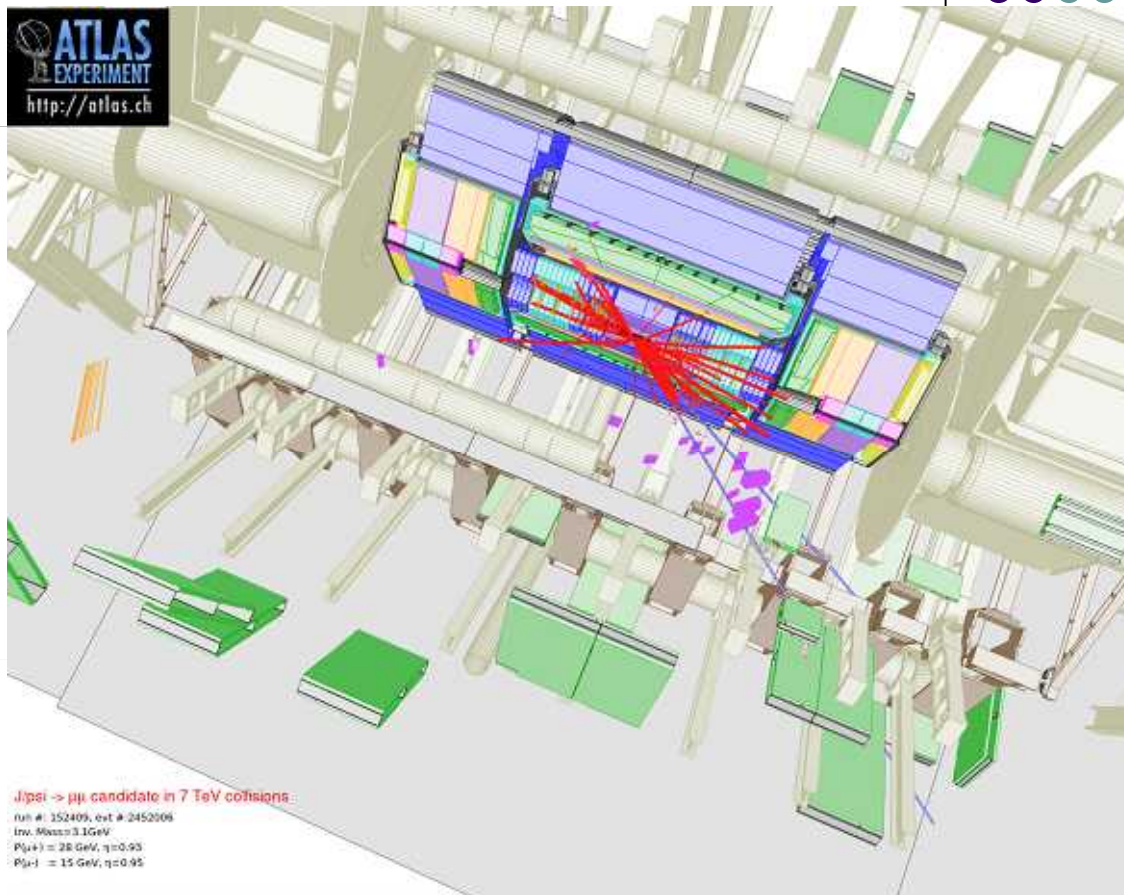 ATLAS
EXPERIMENT
http://atlas.ch
J/psi -> μμ candidate in 7 TeV collisions
run #: 152409, evt #:2452006
Inv. Mass=3.1GeV
P(μ+) = 28 GeV, η=0.93
P(μ-) = 15 GeV, η=0.95